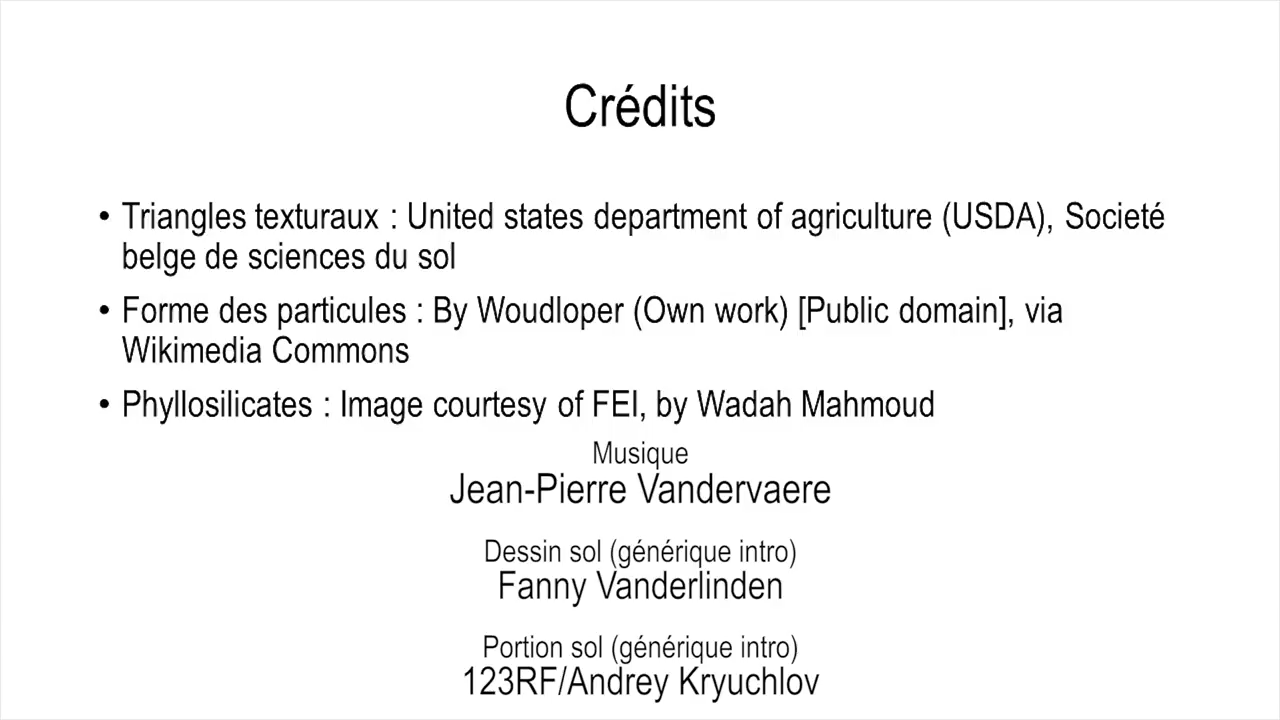 Crédits
• Triangles texturaux : United states department of agriculture (USDA), Societé
belge de sciences du sol
• Forme des particules : By Woudloper (Own work) [Public domain], via
Wikimedia Commons
• Phyllosilicates : Image courtesy of FEI, by Wadah Mahmoud
Musique
Jean-Pierre Vandervaere
Dessin sol (générique intro)
Fanny Vanderlinden
Portion sol (générique intro)
123RF/Andrey Kryuchlov